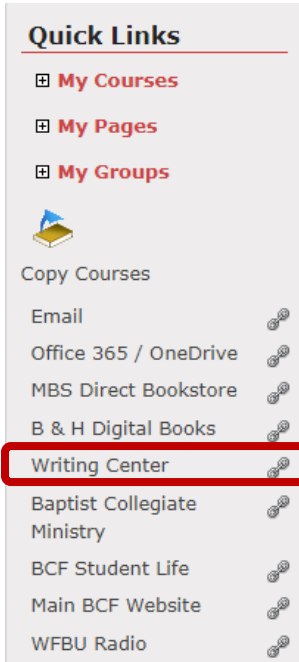 Quick Links
My Courses
My Pages
My Groups
Copy Courses
Email
Office 365 / OneDrive
MBS Direct Bookstore
B & H Digital Books
Writing Center
Baptist Collegiate
Ministry
BCF Student Life
Main BCF Website
WFBU Radio